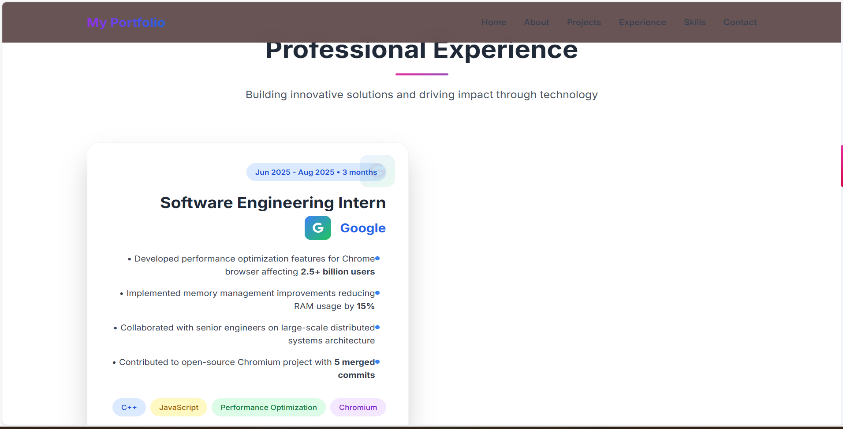 My Portfolio
Home About Projects Experience Skills Contact
Professional Experience
Building innovative solutions and driving impact through technology
Jun 2025 - Aug 2025 • 3 months
Software Engineering Intern
G Google
• Developed performance optimization features for Chrome
browser affecting 2.5+ billion users
• Implemented memory management improvements reducing
RAM usage by 15%
• Collaborated with senior engineers on large-scale distributed
systems architecture
• Contributed to open-source Chromium project with 5 merged
commits
C++ JavaScript Performance Optimization Chromium